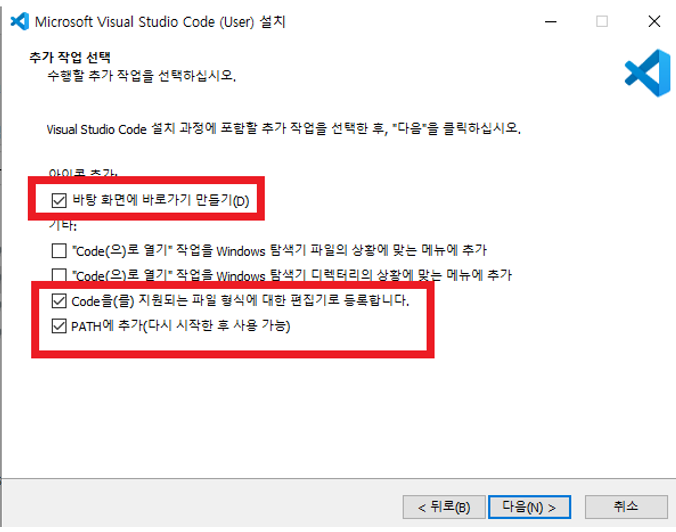 Microsoft Visual Studio Code (User) 설치
추가 작업 선택
수행할 추가 작업을 선택하십시오.
Visual Studio Code 설치 과정에 포함할 추가 작업을 선택한 후, "다음"을 클릭하십시오.
아이콘 추가:
바탕 화면에 바로가기 만들기(D)
기타:
"Code(으)로 열기" 작업을 Windows 탐색기 파일의 상황에 맞는 메뉴에 추가
"Code(으)로 열기" 작업을 Windows 탐색기 디렉터리의 상황에 맞는 메뉴에 추가
Code을(를) 지원되는 파일 형식에 대한 편집기로 등록합니다.
PATH에 추가(다시 시작한 후 사용 가능)
< 뒤로(B) 다음(N) > 취소